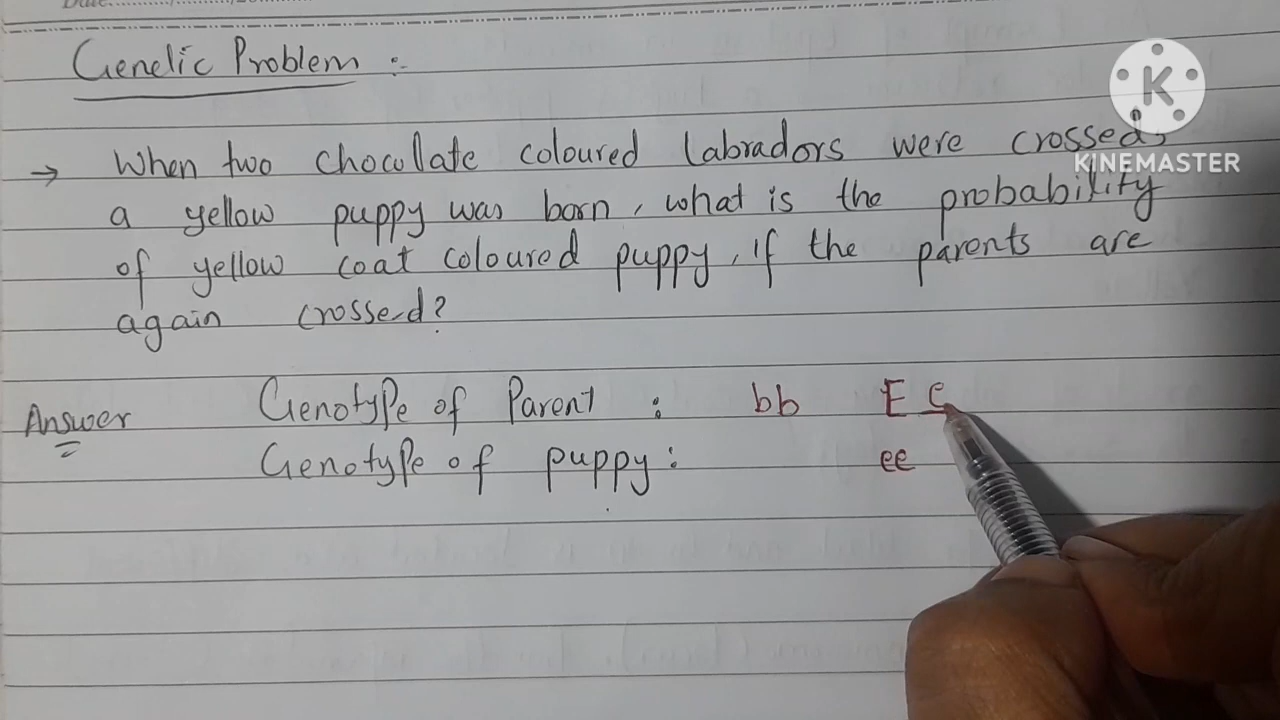 Genetic Problem :-
K
KINEMASTER
→ When two chocolate coloured labradors were crossed,
a yellow puppy was born, what is the probability
of yellow coat coloured puppy, if the parents are
again crossed?
Answer Genotype of Parent : bb E e
Genotype of puppy: ee